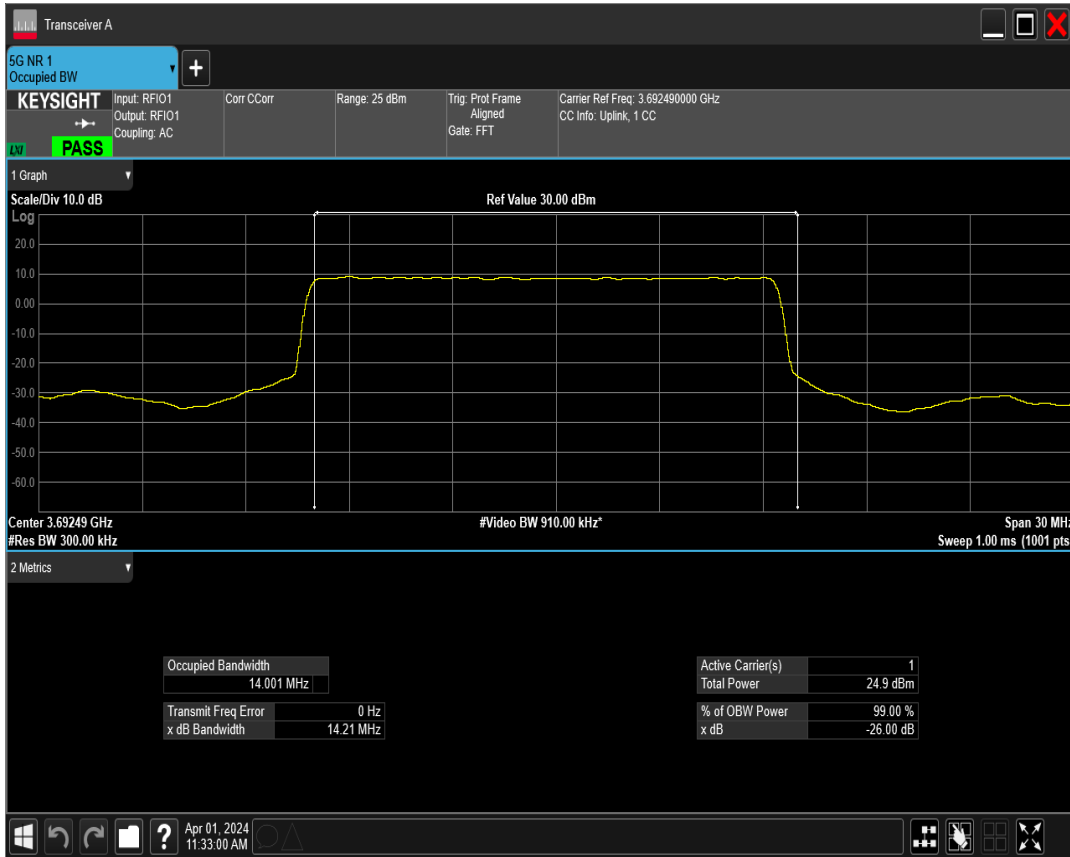 Transceiver A
5G NR 1
Occupied BW
KEYSIGHT
Input: RFIO1
Output: RFIO1
Coupling: AC
Corr CCorr
Range: 25 dBm
Trig: Prot Frame
Aligned
Gate: FFT
Carrier Ref Freq: 3.692490000 GHz
CC Info: Uplink, 1 CC
LXI
PASS
1 Graph
Scale/Div 10.0 dB
Ref Value 30.00 dBm
Log
20.0
10.0
0.00
-10.0
-20.0
-30.0
-40.0
-50.0
-60.0
Center 3.69249 GHz
#Video BW 910.00 kHz*
Span 30 MHz
#Res BW 300.00 kHz
Sweep 1.00 ms (1001 pts
2 Metrics
Occupied Bandwidth
14.001 MHz
Transmit Freq Error 0 Hz
x dB Bandwidth 14.21 MHz
Active Carrier(s) 1
Total Power 24.9 dBm
% of OBW Power 99.00 %
x dB -26.00 dB
?
Apr 01, 2024
11:33:00 AM